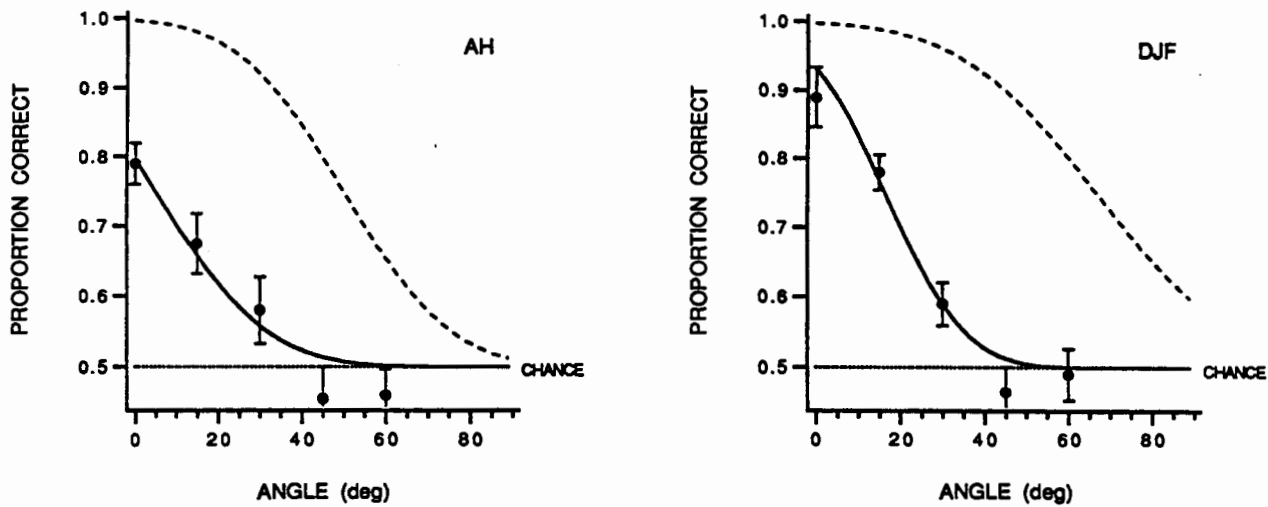 PROPORTION CORRECT
1.0
0.9
0.8
0.7
0.6
0.5
AH
CHANCE
0 20 40 60 80
ANGLE (deg)
PROPORTION CORRECT
1.0
0.9
0.8
0.7
0.6
0.5
DJF
CHANCE
0 20 40 60 80
ANGLE (deg)